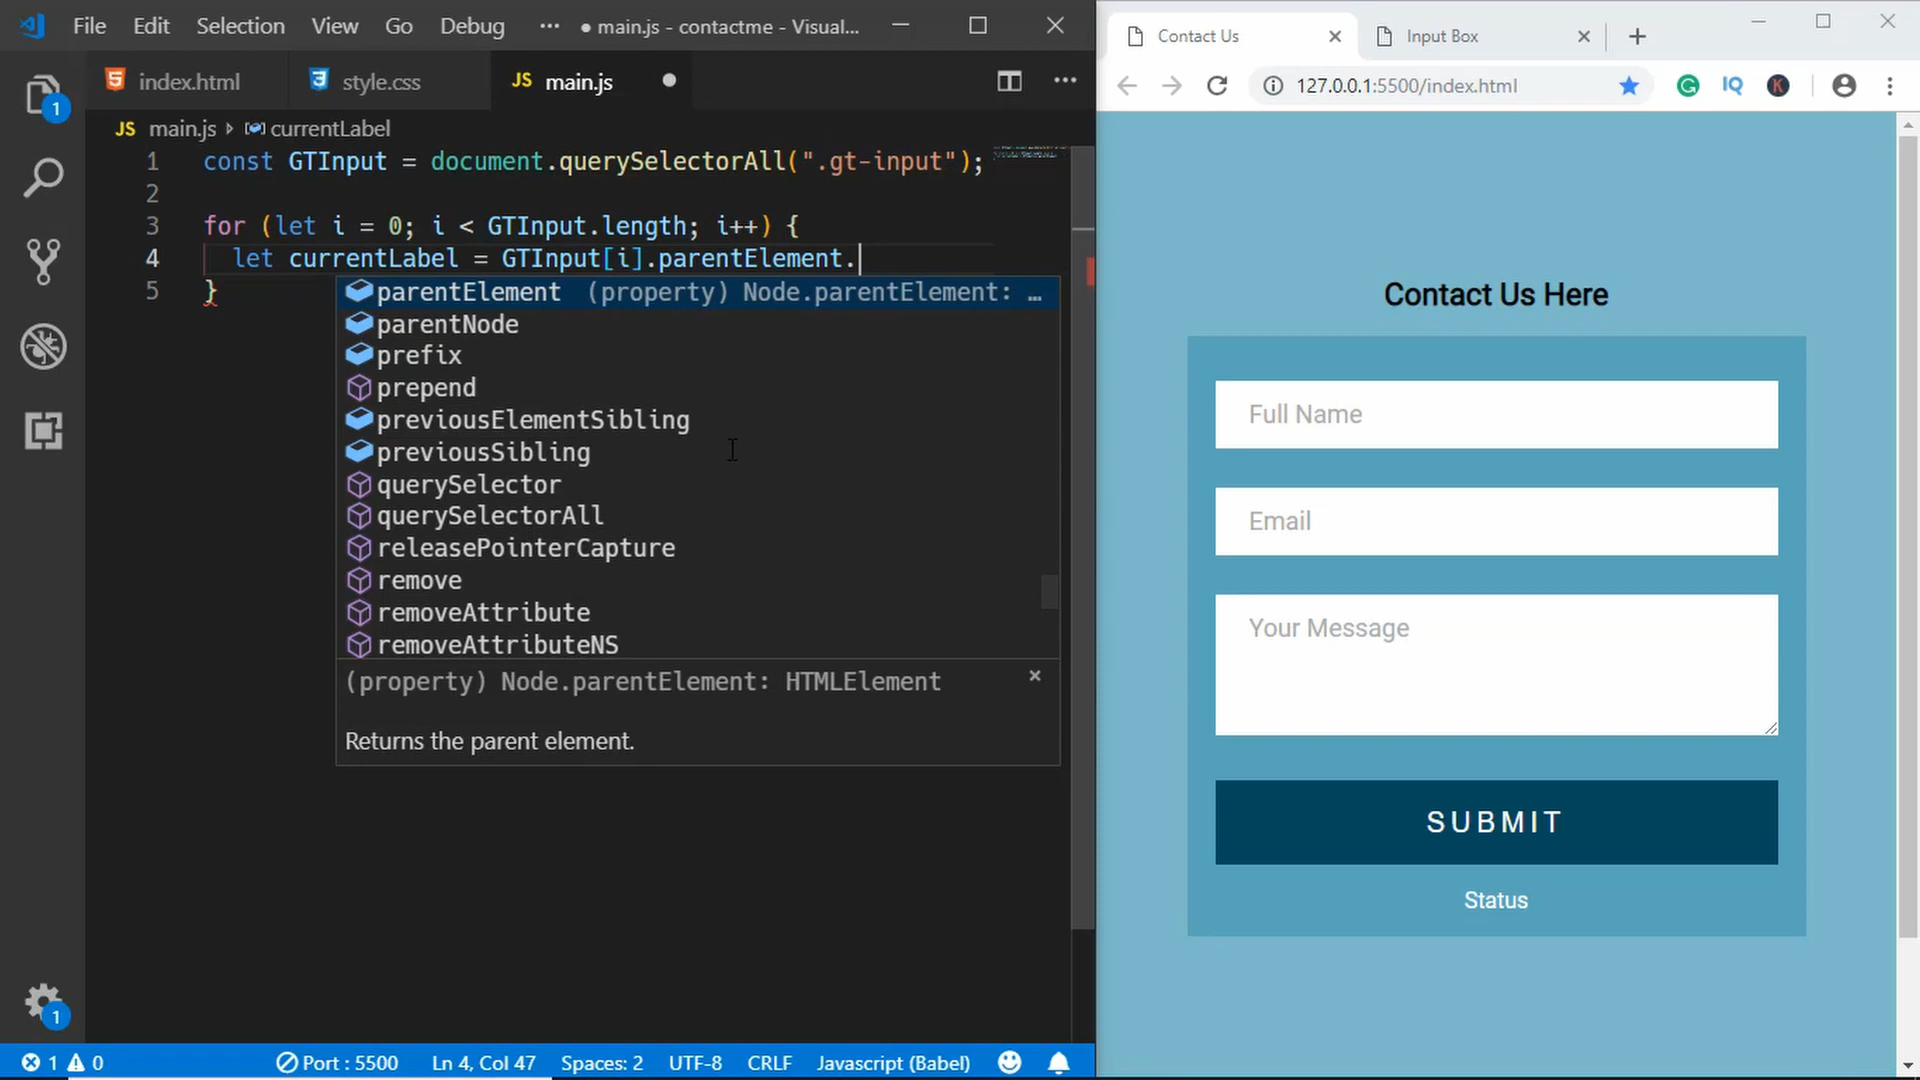 File Edit Selection View Go Debug ··· ● main.js - contactme - Visual...
index.html style.css JS main.js
JS main.js currentLabel
1 const GTInput = document.querySelectorAll(".gt-input");
2
3 for (let i = 0; i < GTInput.length; i++) {
4 let currentLabel = GTInput[i].parentElement.
5 }
parentElement (property) Node.parentElement: …
parentNode
prefix
prepend
previousElementSibling
previousSibling
querySelector
querySelectorAll
releasePointerCapture
remove
removeAttribute
removeAttributeNS
(property) Node.parentElement: HTMLElement
Returns the parent element.
1
1
1 0 Port : 5500 Ln 4, Col 47 Spaces: 2 UTF-8 CRLF Javascript (Babel)
Contact Us Input Box
127.0.0.1:5500/index.html IQ K
Contact Us Here
Full Name
Email
Your Message
SUBMIT
Status